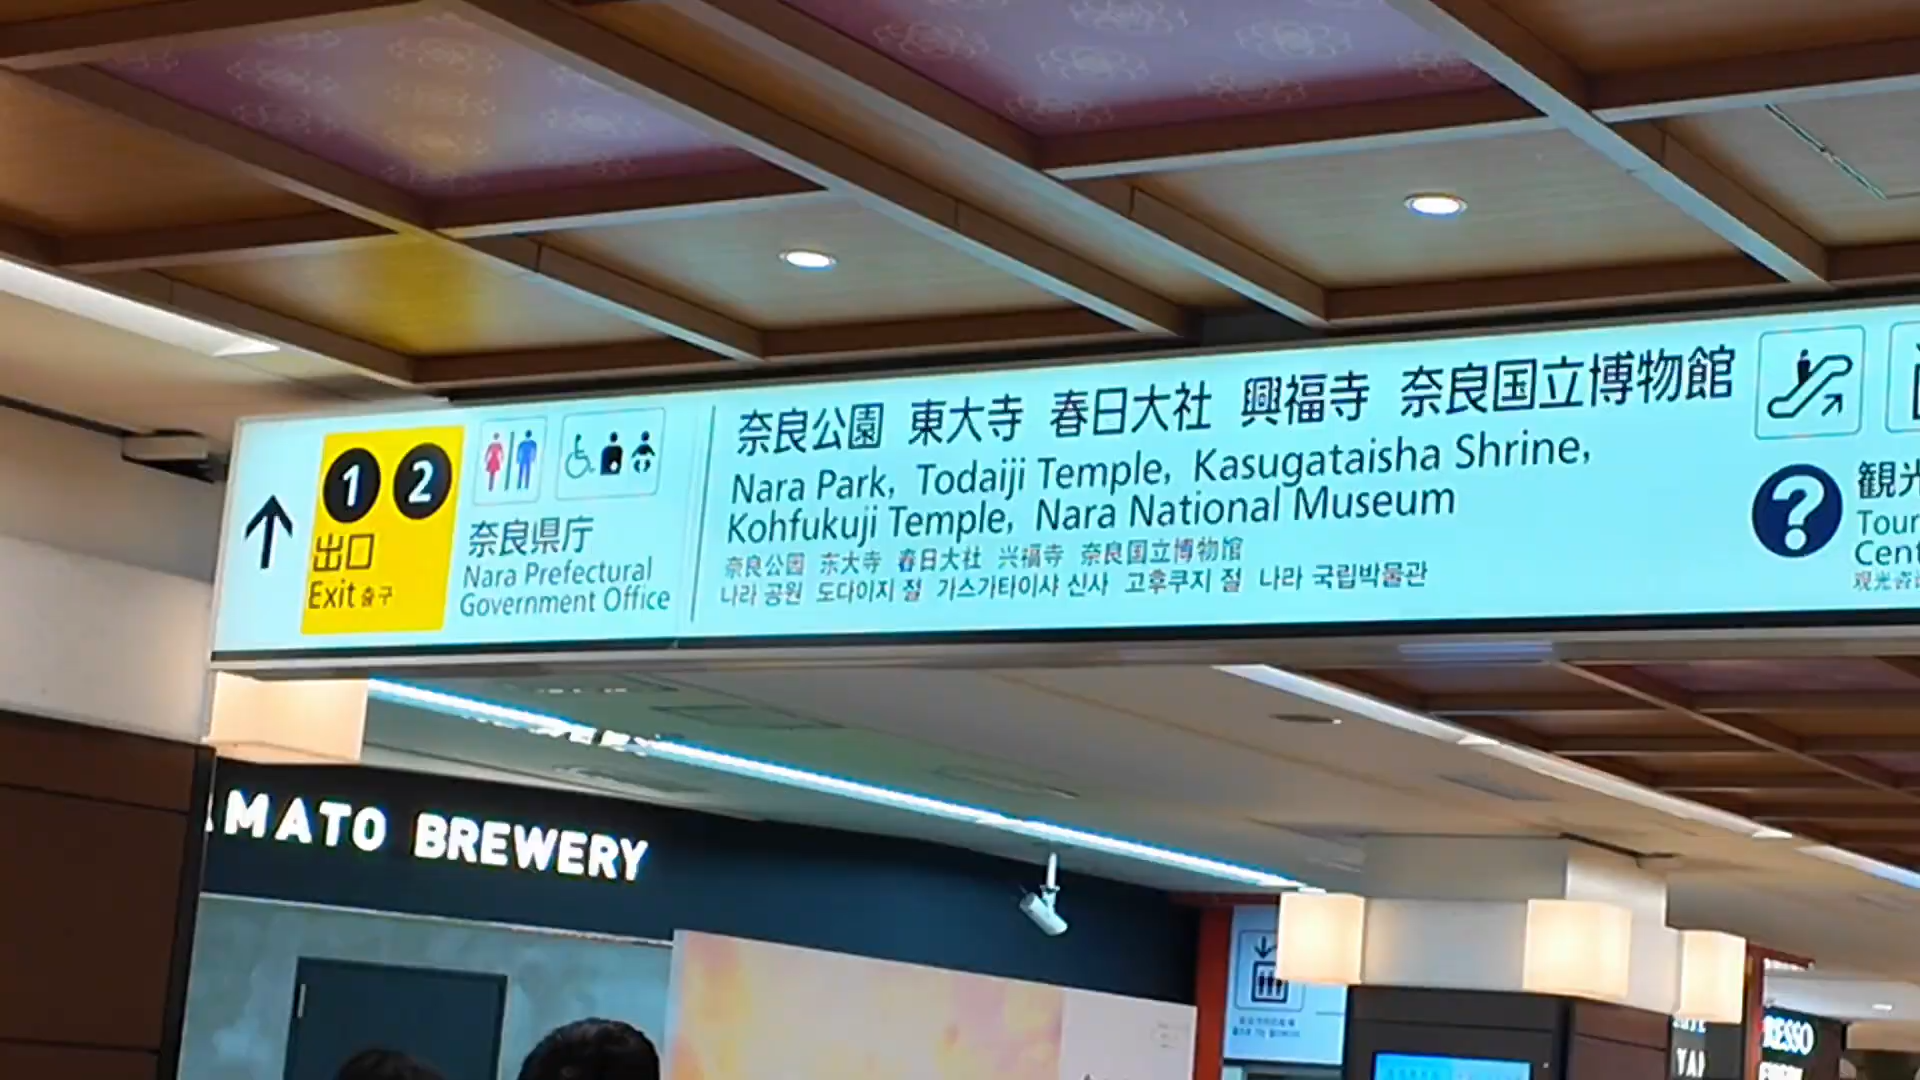 1 2
出口
Exit 출구
奈良県庁
Nara Prefectural
Government Office
奈良公園 東大寺 春日大社 興福寺 奈良国立博物館
Nara Park, Todaiji Temple, Kasugataisha Shrine,
Kohfukuji Temple, Nara National Museum
奈良公园 东大寺 春日大社 兴福寺 奈良国立博物馆
나라 공원 도다이지 절 가스가타이샤 신사 고후쿠지 절 나라 국립박물관
?
観光
Tour
Cent
观光咨
AMATO BREWERY
RESSO